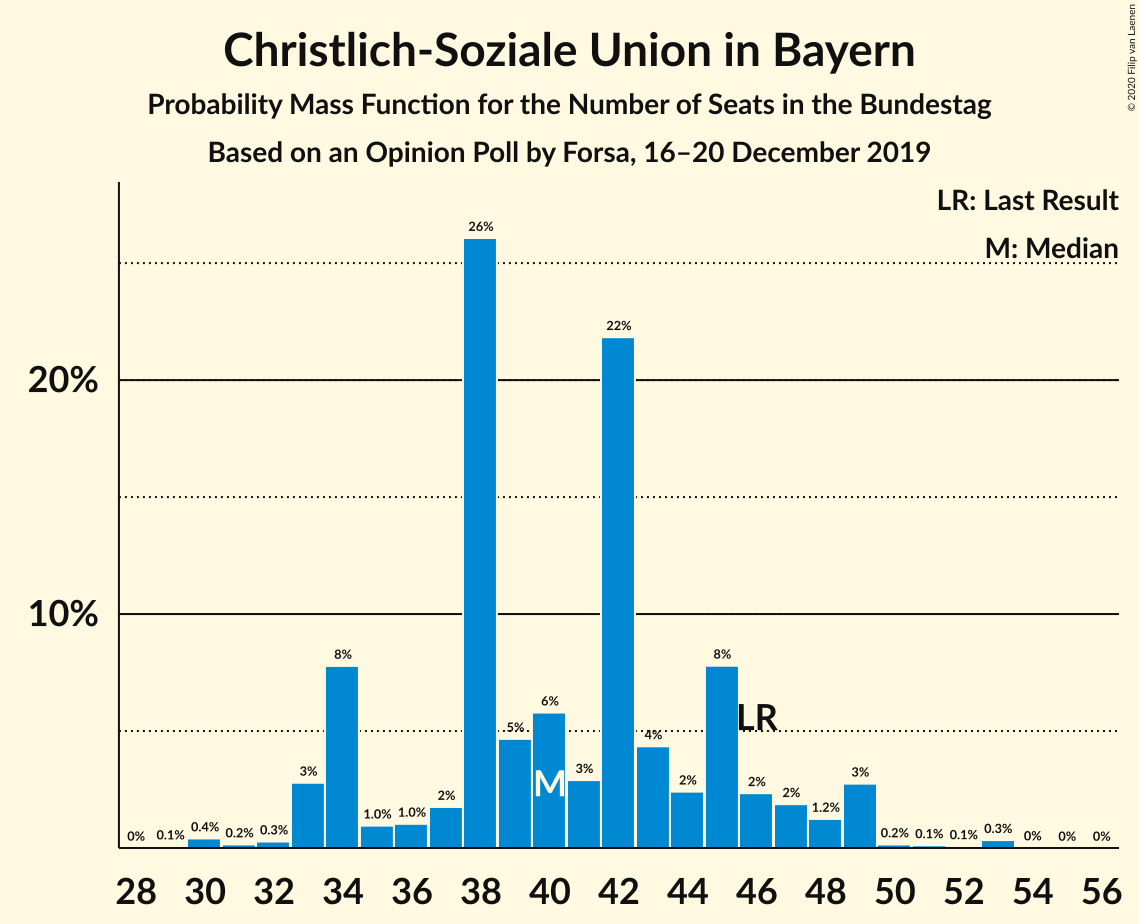 Christlich-Soziale Union in Bayern
Probability Mass Function for the Number of Seats in the Bundestag
Based on an Opinion Poll by Forsa, 16–20 December 2019
© 2020 Filip van Laenen
LR: Last Result
M: Median
20%
10%
0% 0.1% 0.4% 0.2% 0.3% 3% 8% 1.0% 1.0% 2% 26% 5% 6% 3% 22% 4% 2% 8% 2% 2% 1.2% 3% 0.2% 0.1% 0.1% 0.3% 0% 0% 0%
M
LR
28 30 32 34 36 38 40 42 44 46 48 50 52 54 56